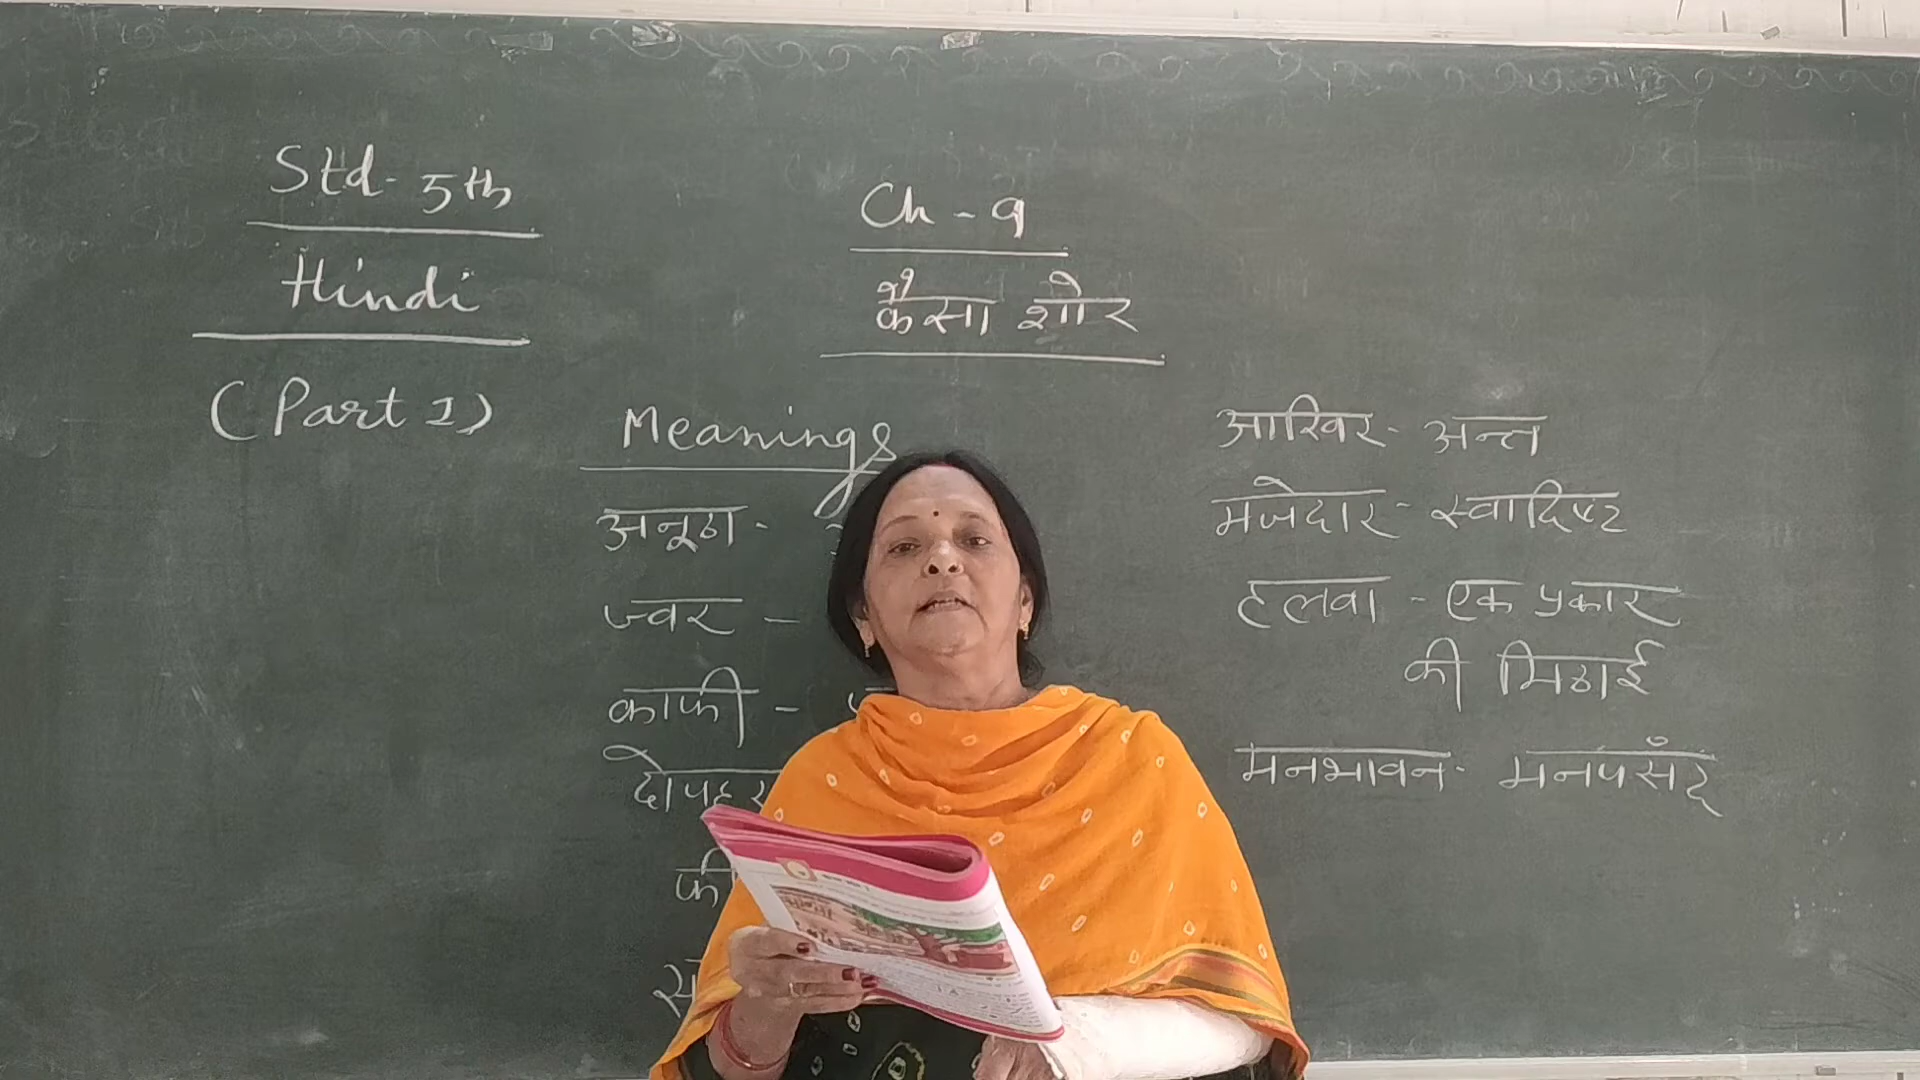 Std - 5th
Hindi
(Part 1)
Ch - 9
कैसा शोर
Meanings
अनूठा -
ज्वर -
काफी -
दोपहर
आखिर - अन्त
मजेदार - स्वादिष्ट
हलवा - एक प्रकार
की मिठाई
मनभावन - मनपसँद